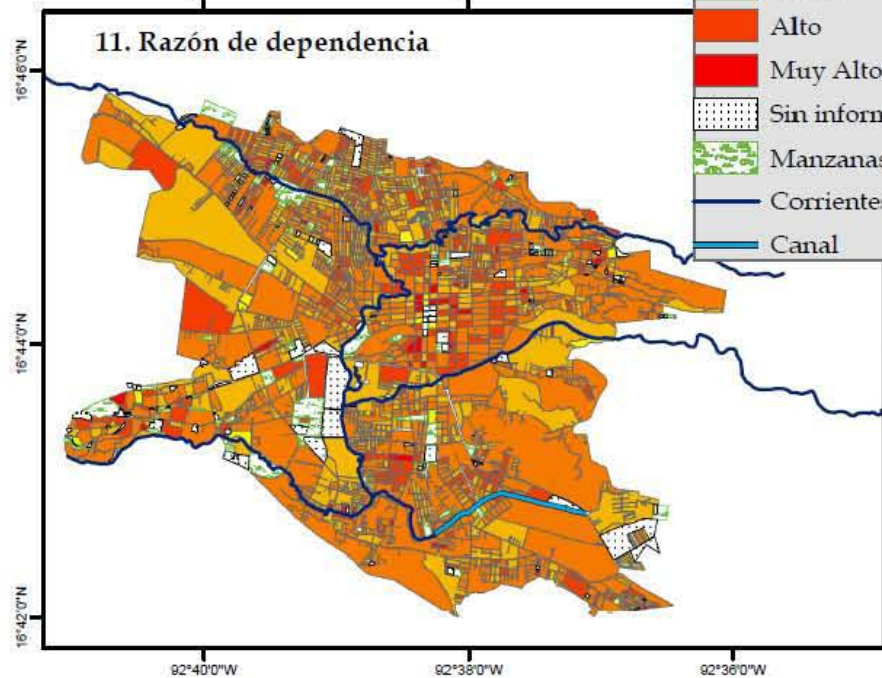 11. Razón de dependencia
Alto
Muy Alto
Sin inform
Manzanas
Corrientes
Canal
16°46'0"N
16°44'0"N
16°42'0"N
92°40'0"W
92°38'0"W
92°36'0"W